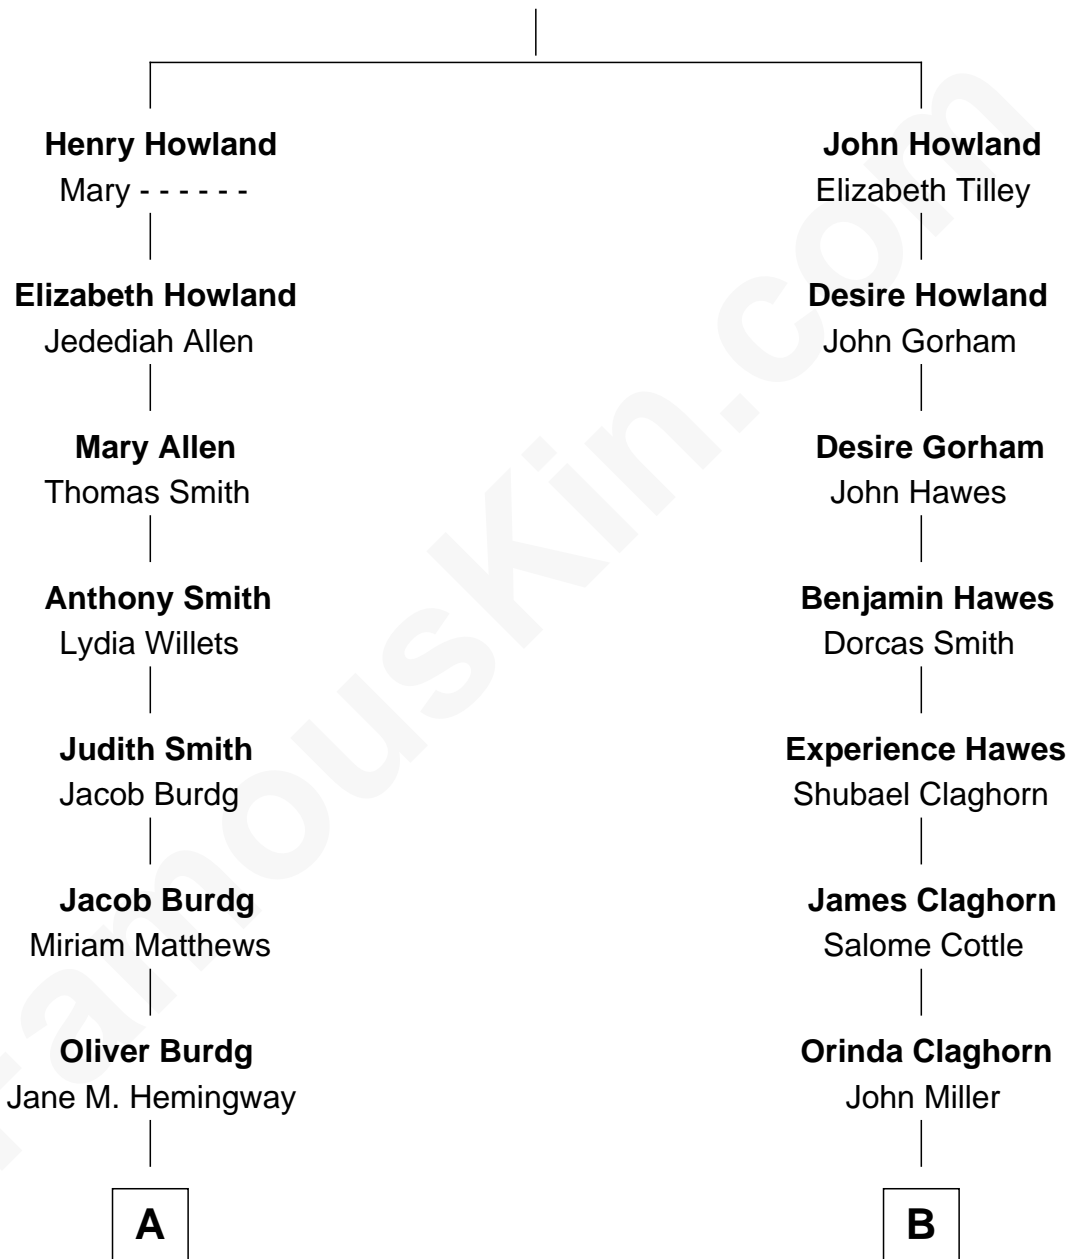 Henry Howland
Mary - - - - - -
Elizabeth Howland
Jedediah Allen
Mary Allen
Thomas Smith
Anthony Smith
Lydia Willets
Judith Smith
Jacob Burdg
Jacob Burdg
Miriam Matthews
Oliver Burdg
Jane M. Hemingway
A
John Howland
Elizabeth Tilley
Desire Howland
John Gorham
Desire Gorham
John Hawes
Benjamin Hawes
Dorcas Smith
Experience Hawes
Shubael Claghorn
James Claghorn
Salome Cottle
Orinda Claghorn
John Miller
B
FamousKin.com